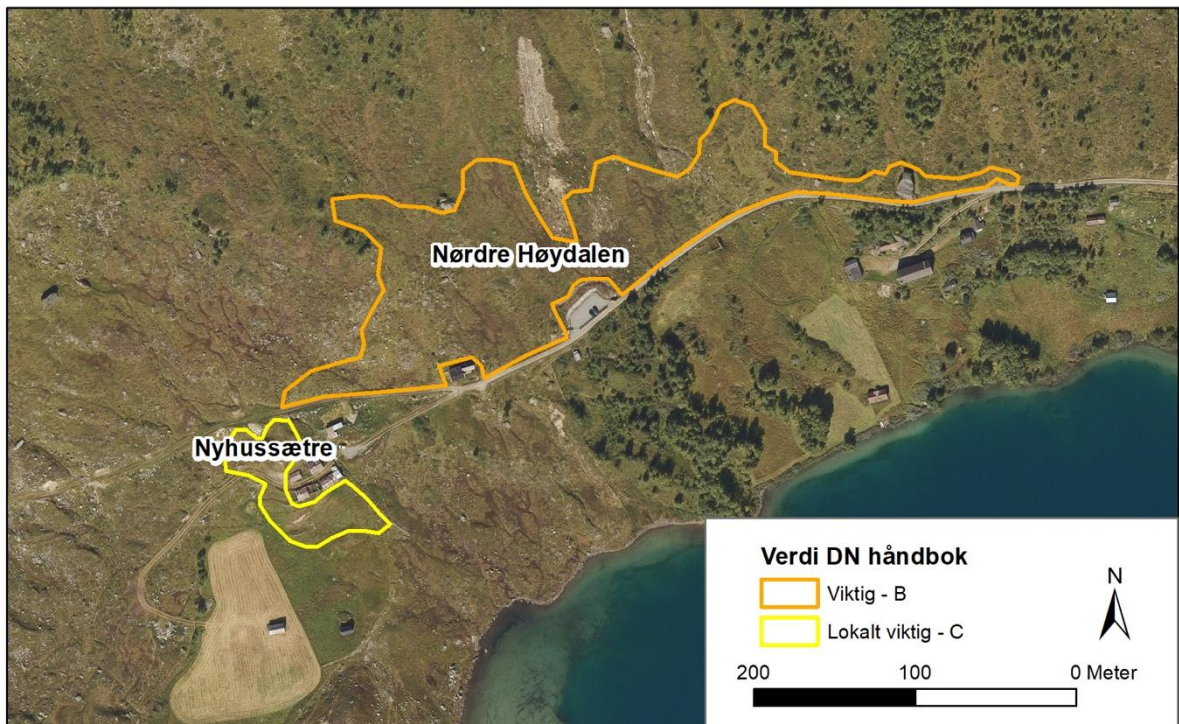 Nørdre Høydalen
Nyhussætre
Verdi DN håndbok
Viktig - B
Lokalt viktig - C
N
200 100 0 Meter